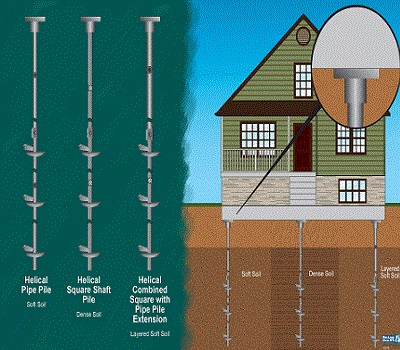 Helical
Pipe Pile
Soft Soil
Helical
Square Shaft
Pile
Dense Soil
Helical
Combined
Square with
Pipe Pile
Extension
Layered Soft Soil
Soft Soil
Dense Soil
Layered
Soft Soil